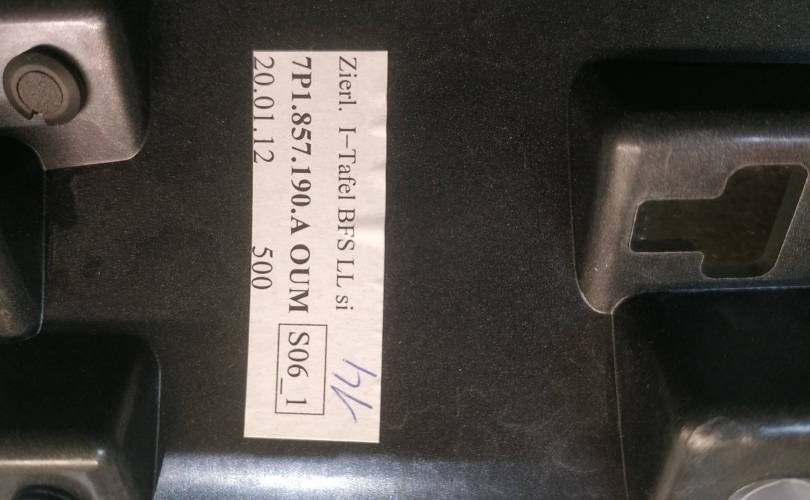 Zierl. I-Tafel BFS LL si
7P1.857.190.A OUM S06_1
20.01.12 500